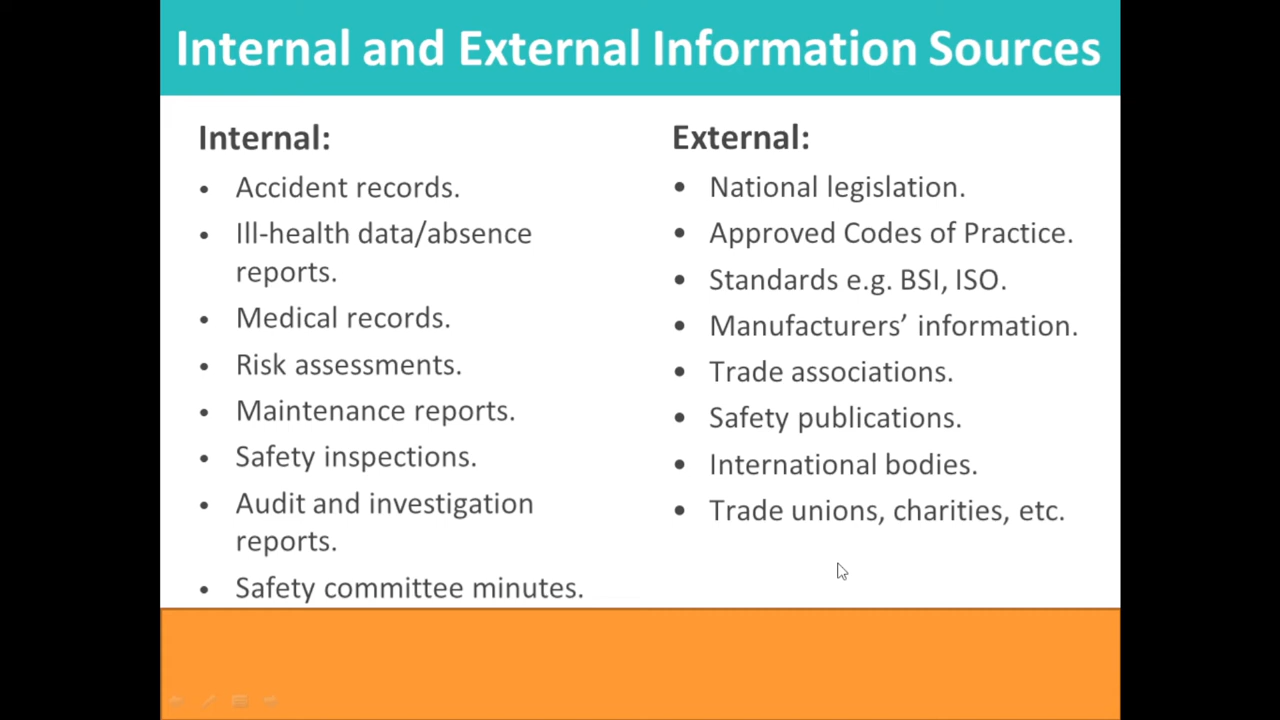 Internal and External Information Sources
Internal:
• Accident records.
• Ill-health data/absence
reports.
• Medical records.
• Risk assessments.
• Maintenance reports.
• Safety inspections.
• Audit and investigation
reports.
• Safety committee minutes.
External:
• National legislation.
• Approved Codes of Practice.
• Standards e.g. BSI, ISO.
• Manufacturers’ information.
• Trade associations.
• Safety publications.
• International bodies.
• Trade unions, charities, etc.